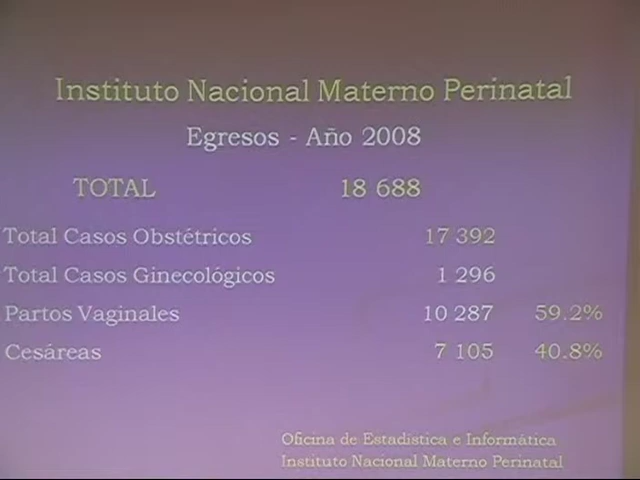 Instituto Nacional Materno Perinatal
Egresos - Año 2008
TOTAL 18 688
Total Casos Obstétricos 17 392
Total Casos Ginecológicos 1 296
Partos Vaginales 10 287 59.2%
Cesáreas 7 105 40.8%
Oficina de Estadística e Informática
Instituto Nacional Materno Perinatal